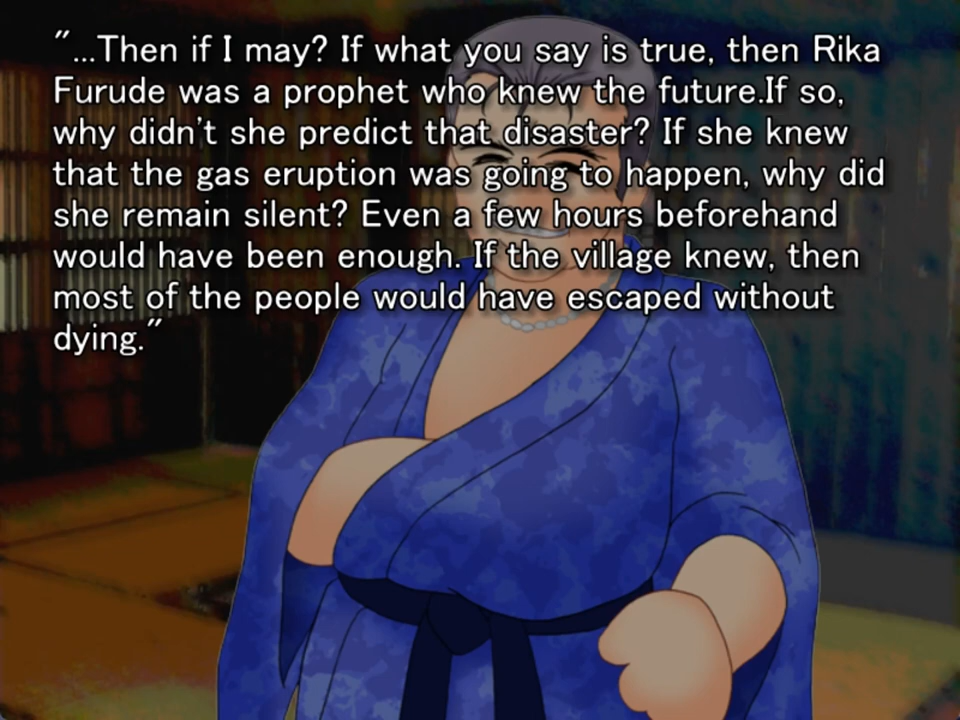 "...Then if I may? If what you say is true, then Rika
Furude was a prophet who knew the future.If so,
why didn't she predict that disaster? If she knew
that the gas eruption was going to happen, why did
she remain silent? Even a few hours beforehand
would have been enough. If the village knew, then
most of the people would have escaped without
dying."